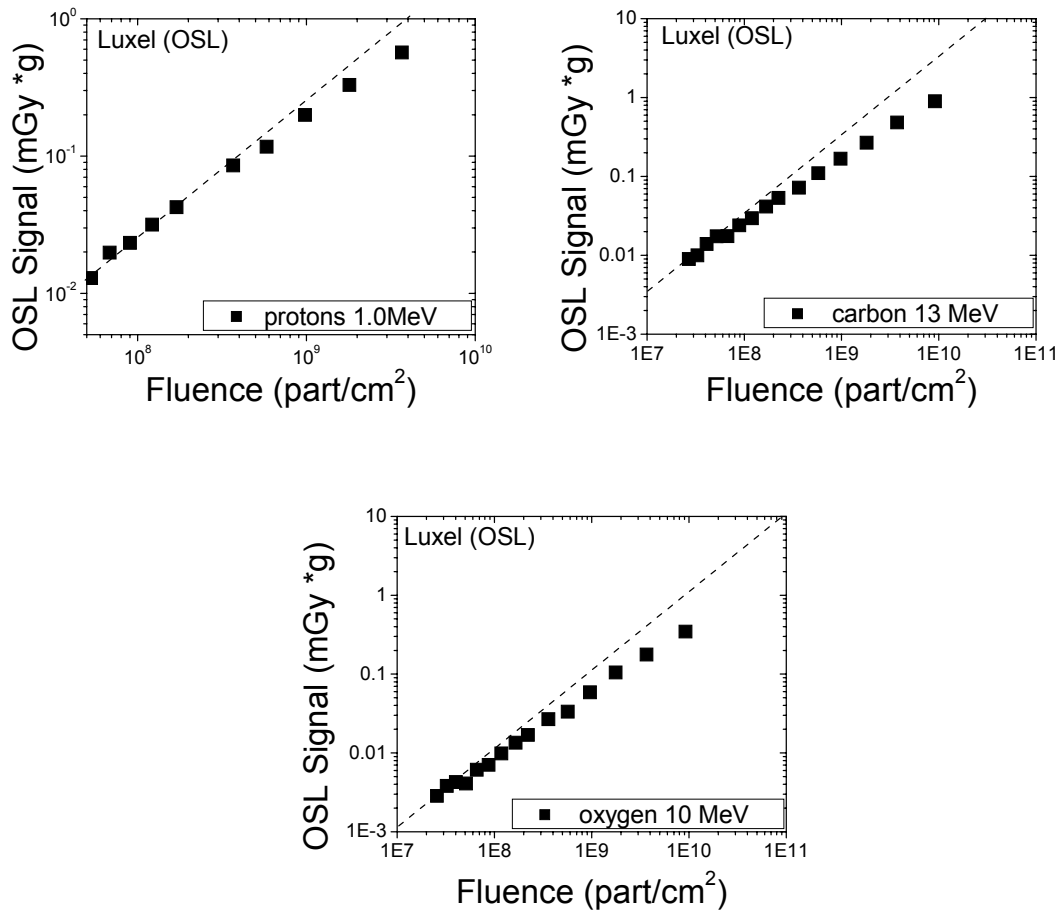 Luxel (OSL)
OSL Signal (mGy *g)
10^0
10^-1
10^-2
protons 1.0MeV
10^8
10^9
10^10
Fluence (part/cm^2)
Luxel (OSL)
OSL Signal (mGy *g)
10
1
0.1
0.01
1E-3
carbon 13 MeV
1E7
1E8
1E9
1E10
1E11
Fluence (part/cm^2)
Luxel (OSL)
OSL Signal (mGy *g)
10
1
0.1
0.01
1E-3
oxygen 10 MeV
1E7
1E8
1E9
1E10
1E11
Fluence (part/cm^2)